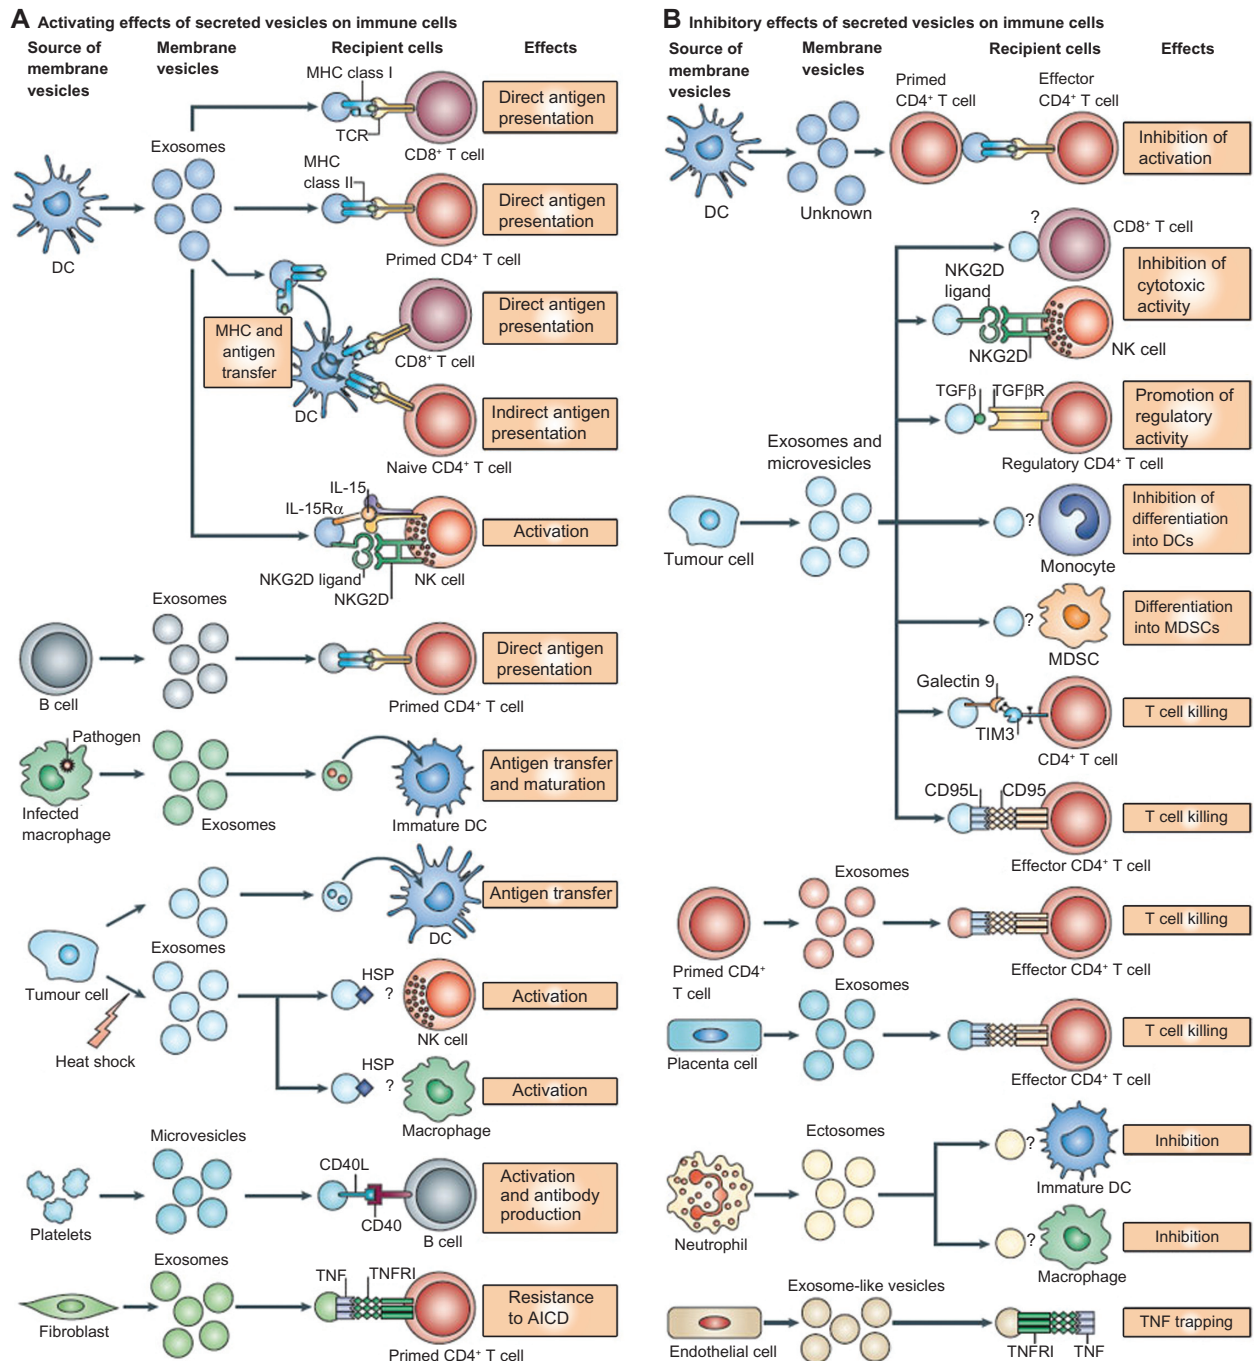 A Activating effects of secreted vesicles on immune cells
Source of
membrane
vesicles
Membrane
vesicles
Recipient cells
Effects
MHC class I
TCR
CD8⁺ T cell
Direct antigen
presentation
Exosomes
MHC
class II
Primed CD4⁺ T cell
Direct antigen
presentation
DC
MHC and
antigen
transfer
DC
CD8⁺ T cell
Direct antigen
presentation
Naive CD4⁺ T cell
Indirect antigen
presentation
IL-15
IL-15Rα
NKG2D ligand
NKG2D
NK cell
Activation
Exosomes
B cell
Primed CD4⁺ T cell
Direct antigen
presentation
Pathogen
Infected
macrophage
Exosomes
Immature DC
Antigen transfer
and maturation
Tumour cell
Heat shock
Exosomes
DC
Antigen transfer
HSP
?
NK cell
Activation
HSP
?
Macrophage
Activation
Microvesicles
Platelets
CD40L
CD40
B cell
Activation
and antibody
production
Exosomes
Fibroblast
TNF
TNFRI
Primed CD4⁺ T cell
Resistance
to AICD
B Inhibitory effects of secreted vesicles on immune cells
Source of
membrane
vesicles
Membrane
vesicles
Recipient cells
Effects
Primed
CD4⁺ T cell
Effector
CD4⁺ T cell
DC
Unknown
Inhibition of
activation
?
CD8⁺ T cell
NKG2D
ligand
NKG2D
NK cell
Inhibition of
cytotoxic
activity
TGFβ
TGFβR
Regulatory CD4⁺ T cell
Promotion of
regulatory
activity
Exosomes and
microvesicles
Tumour cell
?
Monocyte
Inhibition of
differentiation
into DCs
?
MDSC
Differentiation
into MDSCs
Galectin 9
TIM3
CD4⁺ T cell
T cell killing
CD95L
CD95
Effector CD4⁺ T cell
T cell killing
Exosomes
Primed CD4⁺
T cell
Effector CD4⁺ T cell
T cell killing
Exosomes
Placenta cell
Effector CD4⁺ T cell
T cell killing
Ectosomes
Neutrophil
?
Immature DC
Inhibition
?
Macrophage
Inhibition
Exosome-like vesicles
Endothelial cell
TNFRI
TNF
TNF trapping